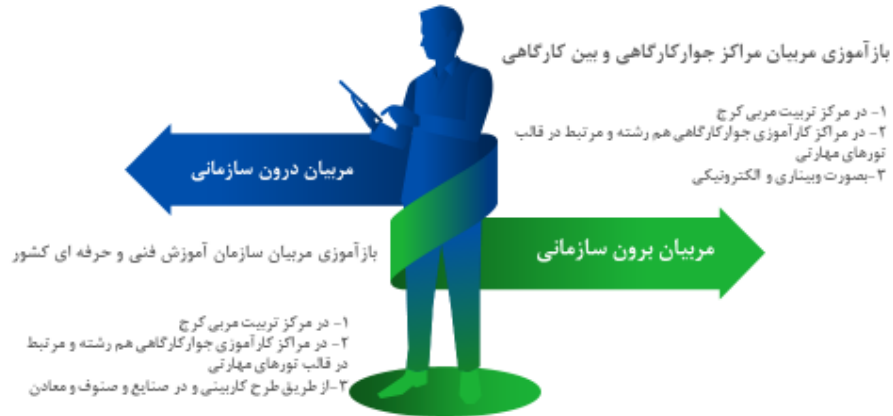 بازآموزی مربیان مراکز جوارکارگاهی و بین کارگاهی
۱- در مرکز تربیت مربی کرج
۲- در مراکز کارآموزی جوارکارگاهی هم رشته و مرتبط در قالب
تورهای مهارتی
۳-بصورت وبیناری و الکترونیکی
مربیان درون سازمانی
مربیان برون سازمانی
بازآموزی مربیان سازمان آموزش فنی و حرفه ای کشور
۱- در مرکز تربیت مربی کرج
۲- در مراکز کارآموزی جوارکارگاهی هم رشته و مرتبط
در قالب تورهای مهارتی
۳-از طریق طرح کاربینی و در صنایع و صنوف و معادن